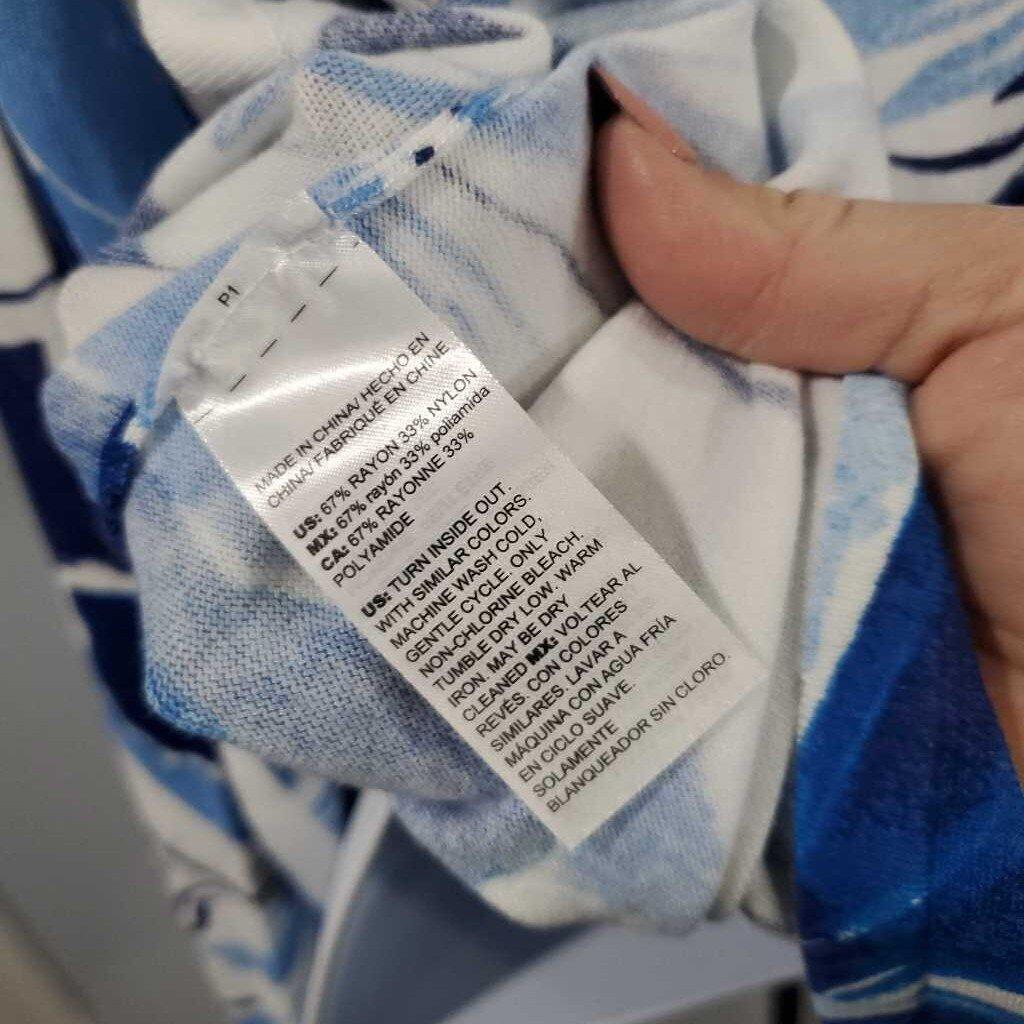 P1
MADE IN CHINA/ HECHO EN
CHINA/ FABRIQUÉ EN CHINE
US: 67% RAYON 33% NYLON
MX: 67% rayón 33% poliamida
CA: 67% RAYONNE 33%
POLYAMIDE
US: TURN INSIDE OUT.
WITH SIMILAR COLORS.
MACHINE WASH COLD,
GENTLE CYCLE. ONLY
NON-CHLORINE BLEACH.
TUMBLE DRY LOW. WARM
IRON. MAY BE DRY
CLEANED MX: VOLTEAR AL
REVÉS. CON COLORES
SIMILARES. LAVAR A
MÁQUINA CON AGUA FRÍA
EN CICLO SUAVE.
SOLAMENTE
BLANQUEADOR SIN CLORO.